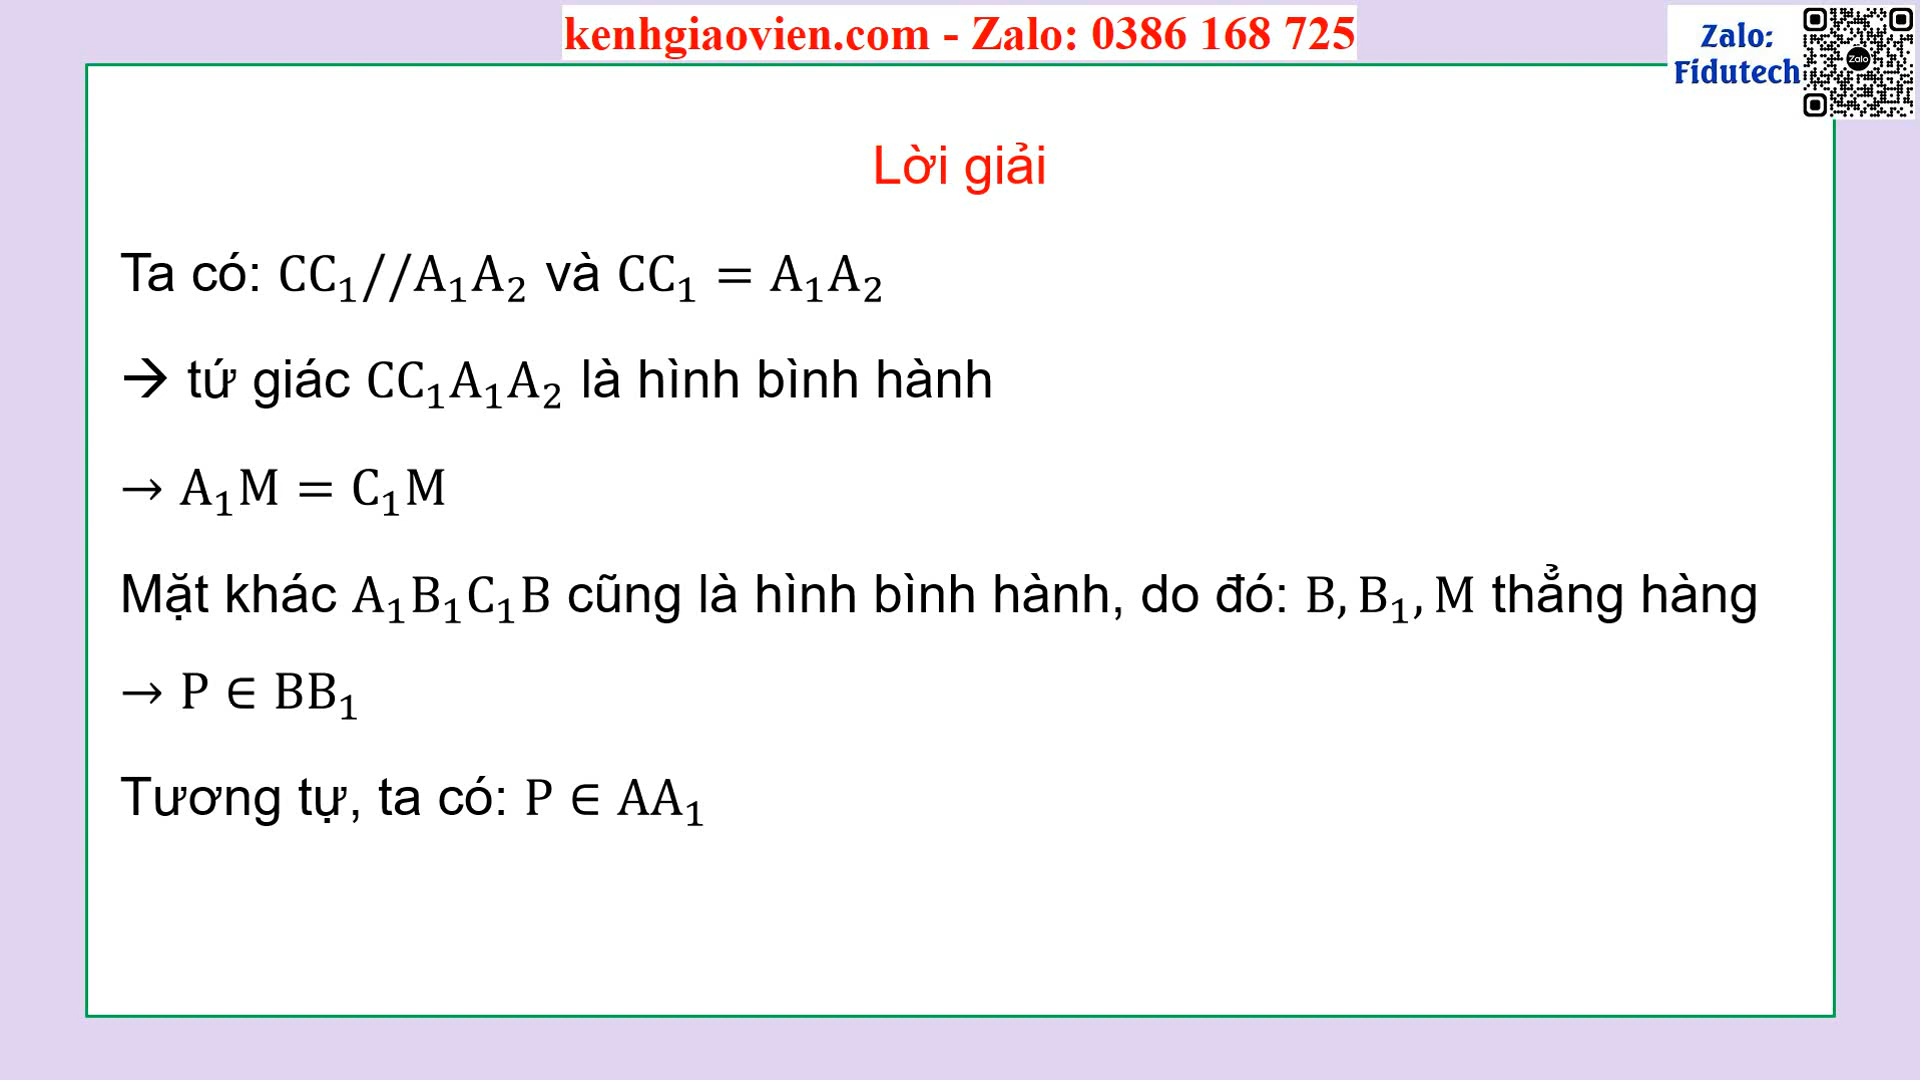 kenhgiaovien.com - Zalo: 0386 168 725
Zalo:
Fidutech
Zalo
Lời giải
Ta có: CC₁//A₁A₂ và CC₁ = A₁A₂
→ tứ giác CC₁A₁A₂ là hình bình hành
→ A₁M = C₁M
Mặt khác A₁B₁C₁B cũng là hình bình hành, do đó: B, B₁, M thẳng hàng
→ P ∈ BB₁
Tương tự, ta có: P ∈ AA₁